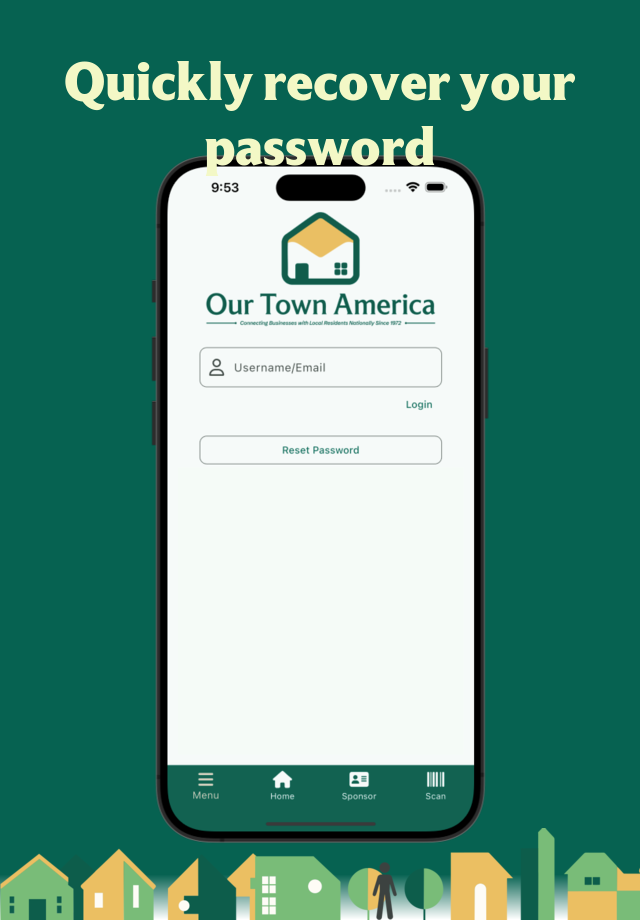 Quickly recover your
password
9:53
Our Town America
Connecting Businesses with Local Residents Nationally Since 1972
Username/Email
Login
Reset Password
Menu Home Sponsor Scan